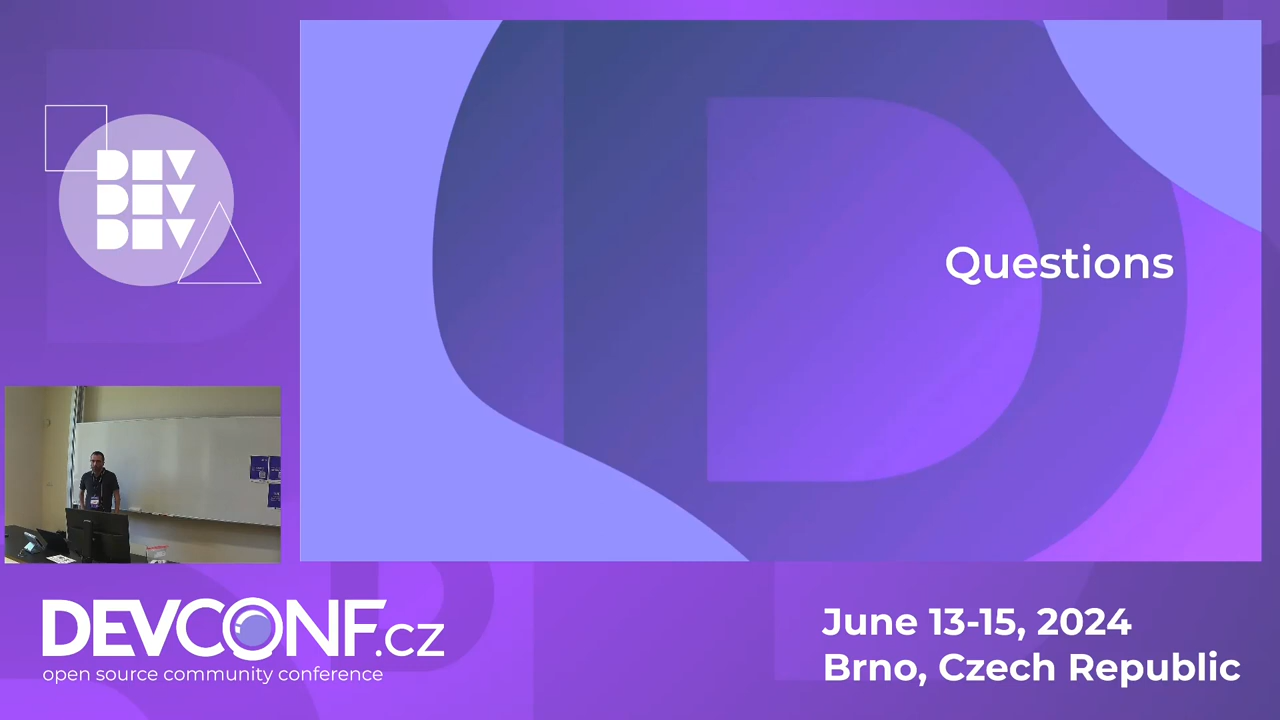 DEV
DEV
DEV
Questions
DEVCONF.cz
open source community conference
June 13-15, 2024
Brno, Czech Republic